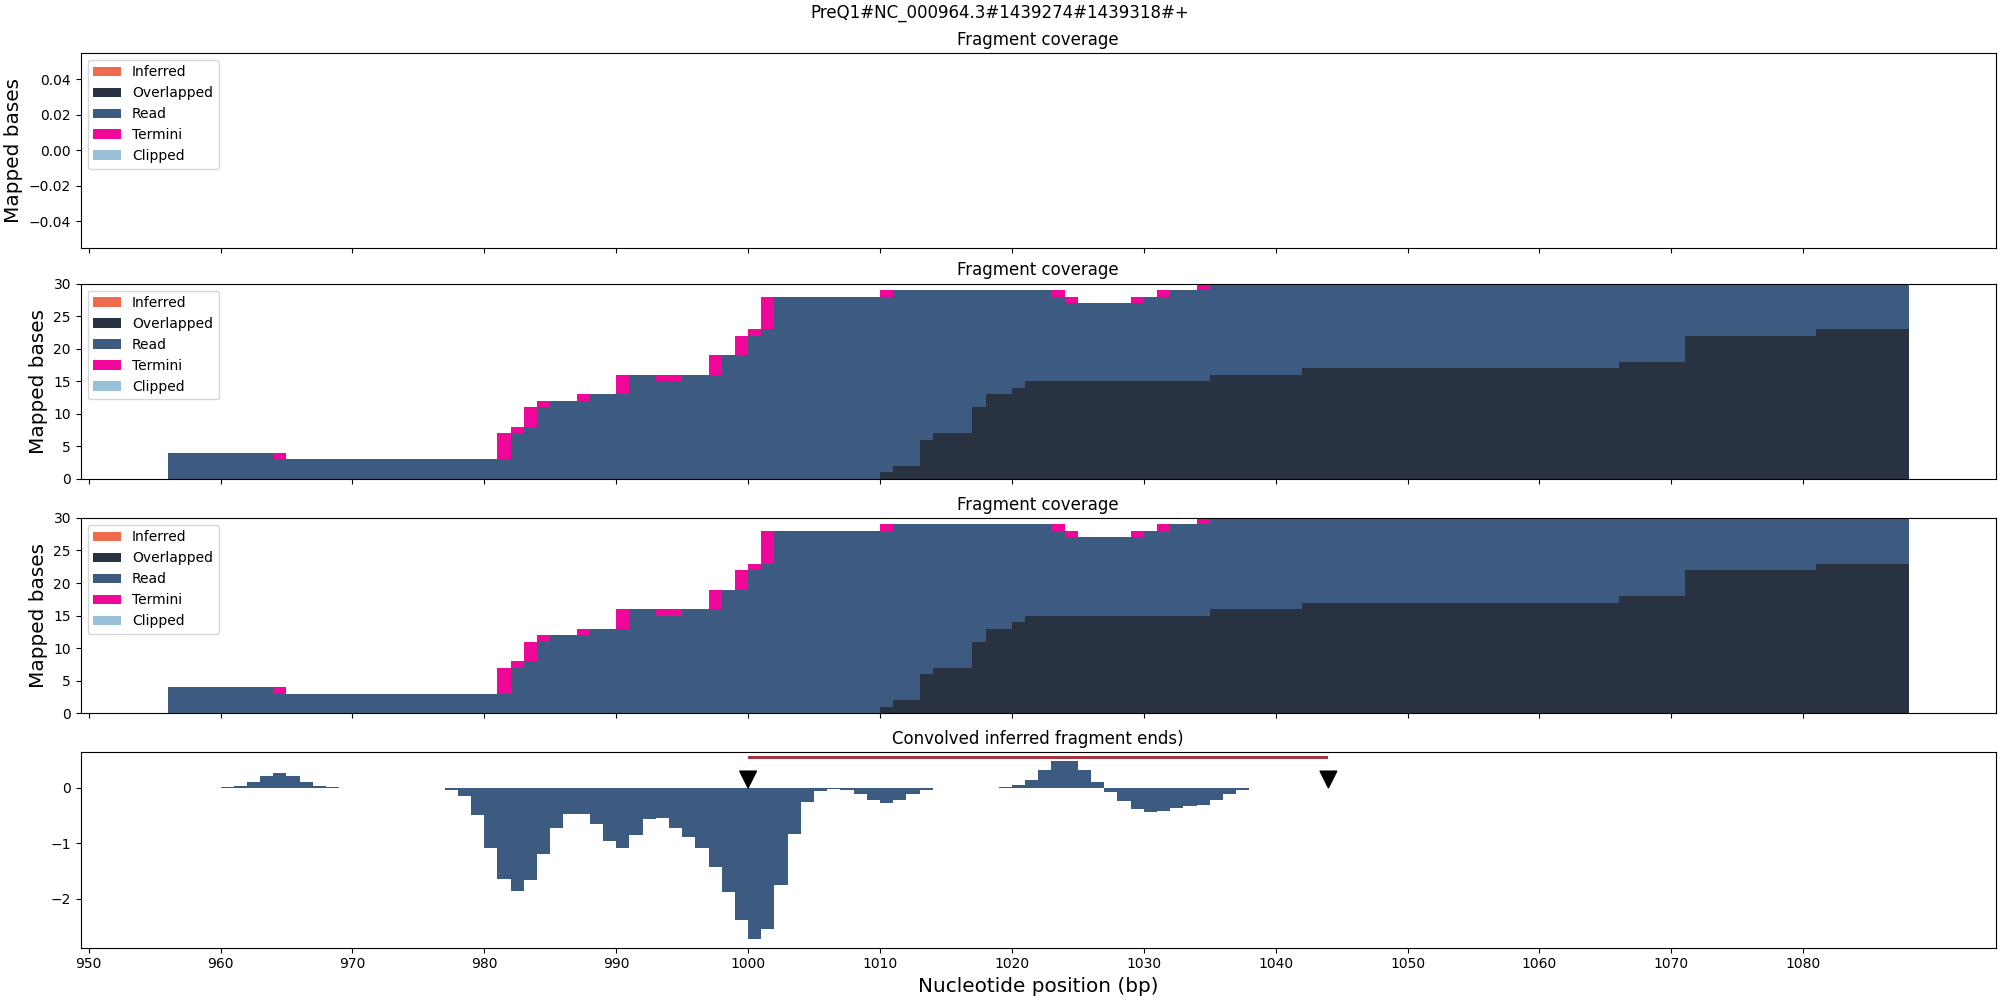 PreQ1#NC_000964.3#1439274#1439318#+
Fragment coverage
Mapped bases
0.04
0.02
0.00
−0.02
−0.04
Inferred
Overlapped
Read
Termini
Clipped
Fragment coverage
Mapped bases
30
25
20
15
10
5
0
Inferred
Overlapped
Read
Termini
Clipped
Fragment coverage
Mapped bases
30
25
20
15
10
5
0
Inferred
Overlapped
Read
Termini
Clipped
Convolved inferred fragment ends)
0
−1
−2
950 960 970 980 990 1000 1010 1020 1030 1040 1050 1060 1070 1080
Nucleotide position (bp)